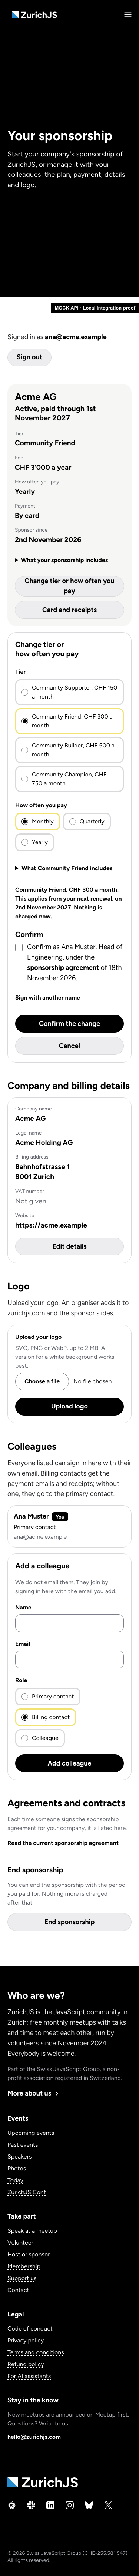 ZurichJS
Your sponsorship
Start your company's sponsorship of
ZurichJS, or manage it with your
colleagues: the plan, payment, details
and logo.
MOCK API · Local integration proof
Signed in as ana@acme.example
Sign out
Acme AG
Active, paid through 1st
November 2027
Tier
Community Friend
Fee
CHF 3'000 a year
How often you pay
Yearly
Payment
By card
Sponsor since
2nd November 2026
What your sponsorship includes
Change tier or how often you
pay
Card and receipts
Change tier or
how often you pay
Tier
Community Supporter, CHF 150
a month
Community Friend, CHF 300 a
month
Community Builder, CHF 500 a
month
Community Champion, CHF
750 a month
How often you pay
Monthly
Quarterly
Yearly
What Community Friend includes
Community Friend, CHF 300 a month.
This applies from your next renewal, on
2nd November 2027. Nothing is
charged now.
Confirm
Confirm as Ana Muster, Head of
Engineering, under the
sponsorship agreement of 18th
November 2026.
Sign with another name
Confirm the change
Cancel
Company and billing details
Company name
Acme AG
Legal name
Acme Holding AG
Billing address
Bahnhofstrasse 1
8001 Zurich
VAT number
Not given
Website
https://acme.example
Edit details
Logo
Upload your logo. An organiser adds it to
zurichjs.com and the sponsor slides.
Upload your logo
SVG, PNG or WebP, up to 2 MB. A
version for a white background works
best.
Choose a file
No file chosen
Upload logo
Colleagues
Everyone listed can sign in here with their
own email. Billing contacts get the
payment emails and receipts; without
one, they go to the primary contact.
Ana Muster You
Primary contact
ana@acme.example
Add a colleague
We do not email them. They join by
signing in here with the email you add.
Name
Email
Role
Primary contact
Billing contact
Colleague
Add colleague
Agreements and contracts
Each time someone signs the sponsorship
agreement for your company, it is listed here.
Read the current sponsorship agreement
End sponsorship
You can end the sponsorship with the period
you paid for. Nothing more is charged
after that.
End sponsorship
Who are we?
ZurichJS is the JavaScript community in
Zurich: free monthly meetups with talks
and time to meet each other, run by
volunteers since November 2024.
Everybody is welcome.
Part of the Swiss JavaScript Group, a non-
profit association registered in Switzerland.
More about us
Events
Upcoming events
Past events
Speakers
Photos
Today
ZurichJS Conf
Take part
Speak at a meetup
Volunteer
Host or sponsor
Membership
Support us
Contact
Legal
Code of conduct
Privacy policy
Terms and conditions
Refund policy
For AI assistants
Stay in the know
New meetups are announced on Meetup first.
Questions? Write to us.
hello@zurichjs.com
ZurichJS
© 2026 Swiss JavaScript Group (CHE-255.581.547).
All rights reserved.